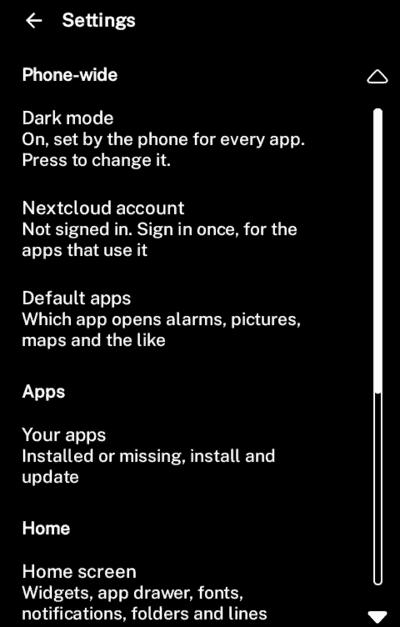 Settings
Phone-wide
Dark mode
On, set by the phone for every app.
Press to change it.
Nextcloud account
Not signed in. Sign in once, for the
apps that use it
Default apps
Which app opens alarms, pictures,
maps and the like
Apps
Your apps
Installed or missing, install and
update
Home
Home screen
Widgets, app drawer, fonts,
notifications, folders and lines